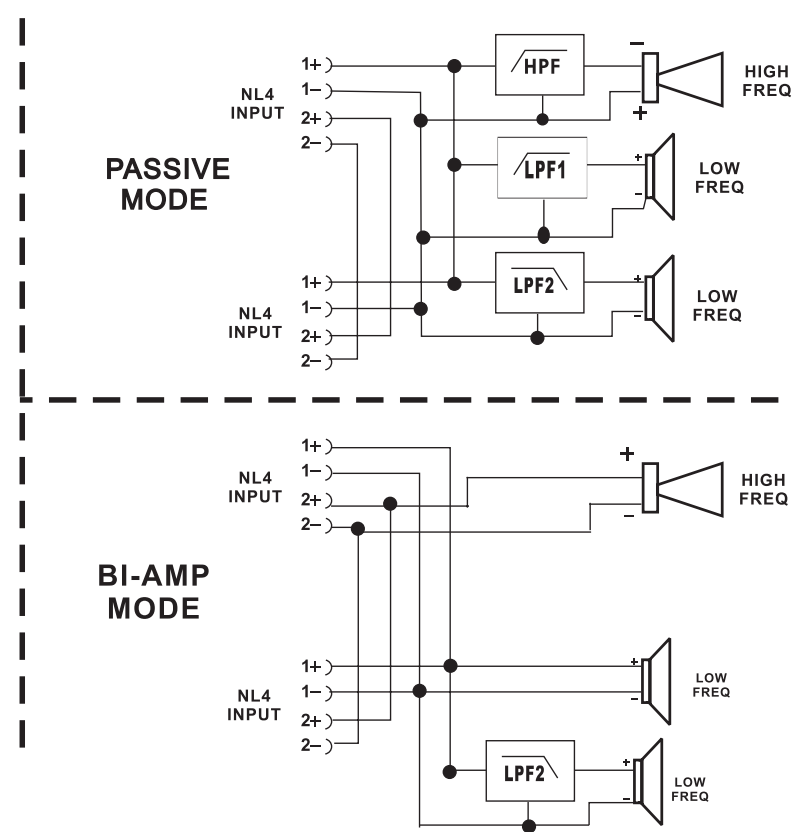 1+
1–
NL4
INPUT
2+
2–
HPF
–
+
HIGH
FREQ
PASSIVE
MODE
LPF1
+
–
LOW
FREQ
1+
1–
NL4
INPUT
2+
2–
LPF2
+
–
LOW
FREQ
1+
1–
NL4
INPUT
2+
2–
+
–
HIGH
FREQ
BI-AMP
MODE
1+
1–
NL4
INPUT
2+
2–
+
–
LOW
FREQ
LPF2
+
–
LOW
FREQ